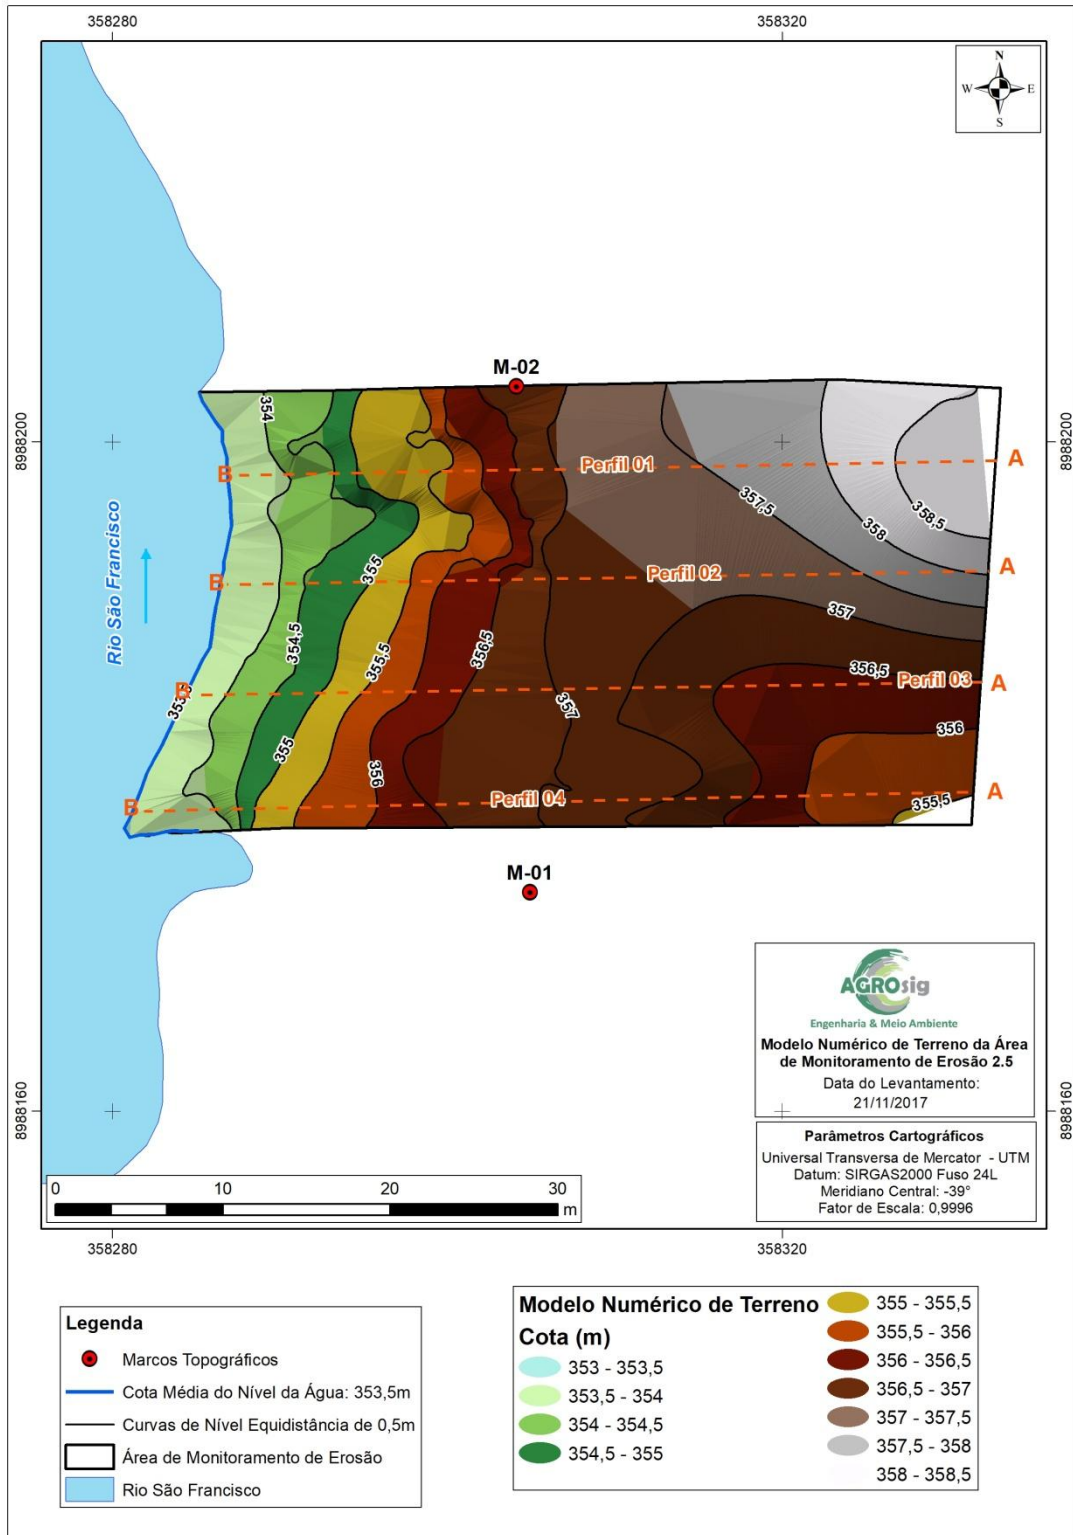 358280
358320
N
W E
S
M-02
8988200
8988200
354
B
Perfil 01
A
357,5
358
358,5
Rio São Francisco
355
B
Perfil 02
A
354,5
355,5
356,5
357
353,5
B
356,5
Perfil 03
A
357
355
356
356
B
Perfil 04
355,5
A
M-01
AGROsig
Engenharia & Meio Ambiente
Modelo Numérico de Terreno da Área
de Monitoramento de Erosão 2.5
Data do Levantamento:
21/11/2017
8988160
8988160
Parâmetros Cartográficos
Universal Transversa de Mercator - UTM
Datum: SIRGAS2000 Fuso 24L
Meridiano Central: -39°
Fator de Escala: 0,9996
0 10 20 30
m
358280
358320
Legenda
Marcos Topográficos
Cota Média do Nível da Água: 353,5m
Curvas de Nível Equidistância de 0,5m
Área de Monitoramento de Erosão
Rio São Francisco
Modelo Numérico de Terreno
Cota (m)
353 - 353,5
353,5 - 354
354 - 354,5
354,5 - 355
355 - 355,5
355,5 - 356
356 - 356,5
356,5 - 357
357 - 357,5
357,5 - 358
358 - 358,5